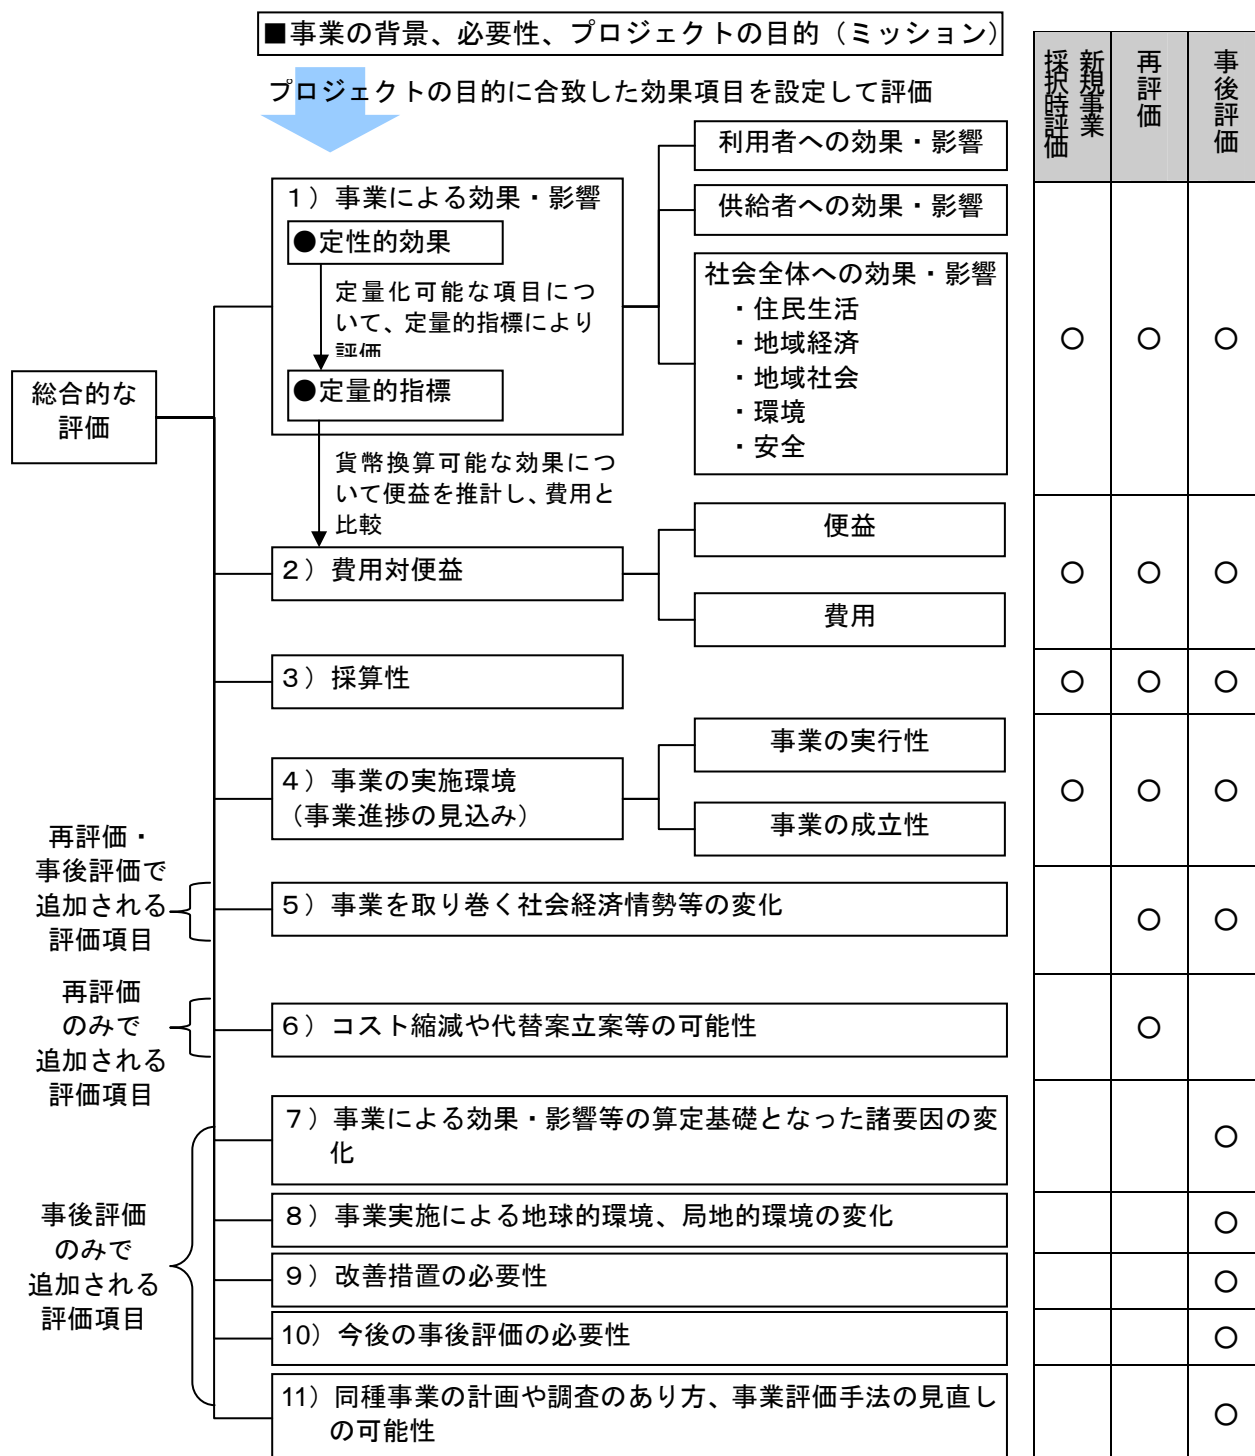 ■事業の背景、必要性、プロジェクトの目的（ミッション）
プロジェクトの目的に合致した効果項目を設定して評価
新規事業
採択時評価
再評価
事後評価
総合的な
評価
１）事業による効果・影響
●定性的効果
定量化可能な項目につ
いて、定量的指標により
評価
●定量的指標
利用者への効果・影響
供給者への効果・影響
社会全体への効果・影響
・住民生活
・地域経済
・地域社会
・環境
・安全
○ ○ ○
貨幣換算可能な効果につ
いて便益を推計し、費用と
比較
２）費用対便益
便益
費用
○ ○ ○
３）採算性
○ ○ ○
４）事業の実施環境
（事業進捗の見込み）
事業の実行性
事業の成立性
○ ○ ○
再評価・
事後評価で
追加される
評価項目
５）事業を取り巻く社会経済情勢等の変化
○ ○
再評価
のみで
追加される
評価項目
６）コスト縮減や代替案立案等の可能性
○
事後評価
のみで
追加される
評価項目
７）事業による効果・影響等の算定基礎となった諸要因の変
化
○
８）事業実施による地球的環境、局地的環境の変化
○
９）改善措置の必要性
○
10）今後の事後評価の必要性
○
11）同種事業の計画や調査のあり方、事業評価手法の見直し
の可能性
○